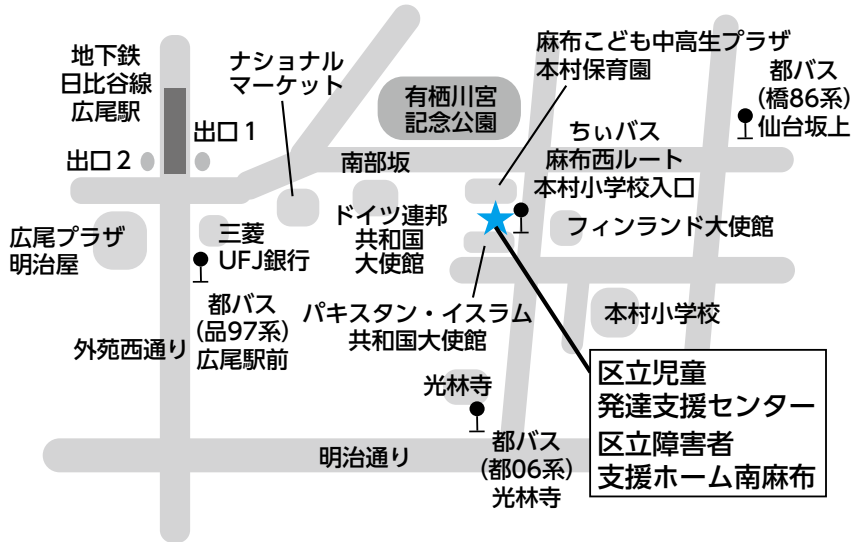 地下鉄
日比谷線
広尾駅
出口1
出口2
ナショナル
マーケット
有栖川宮
記念公園
麻布こども中高生プラザ
本村保育園
都バス
(橋86系)
仙台坂上
南部坂
ちぃバス
麻布西ルート
本村小学校入口
広尾プラザ
明治屋
三菱
UFJ銀行
ドイツ連邦
共和国
大使館
フィンランド大使館
都バス
(品97系)
広尾駅前
外苑西通り
パキスタン・イスラム
共和国大使館
本村小学校
光林寺
区立児童
発達支援センター
区立障害者
支援ホーム南麻布
明治通り
都バス
(都06系)
光林寺